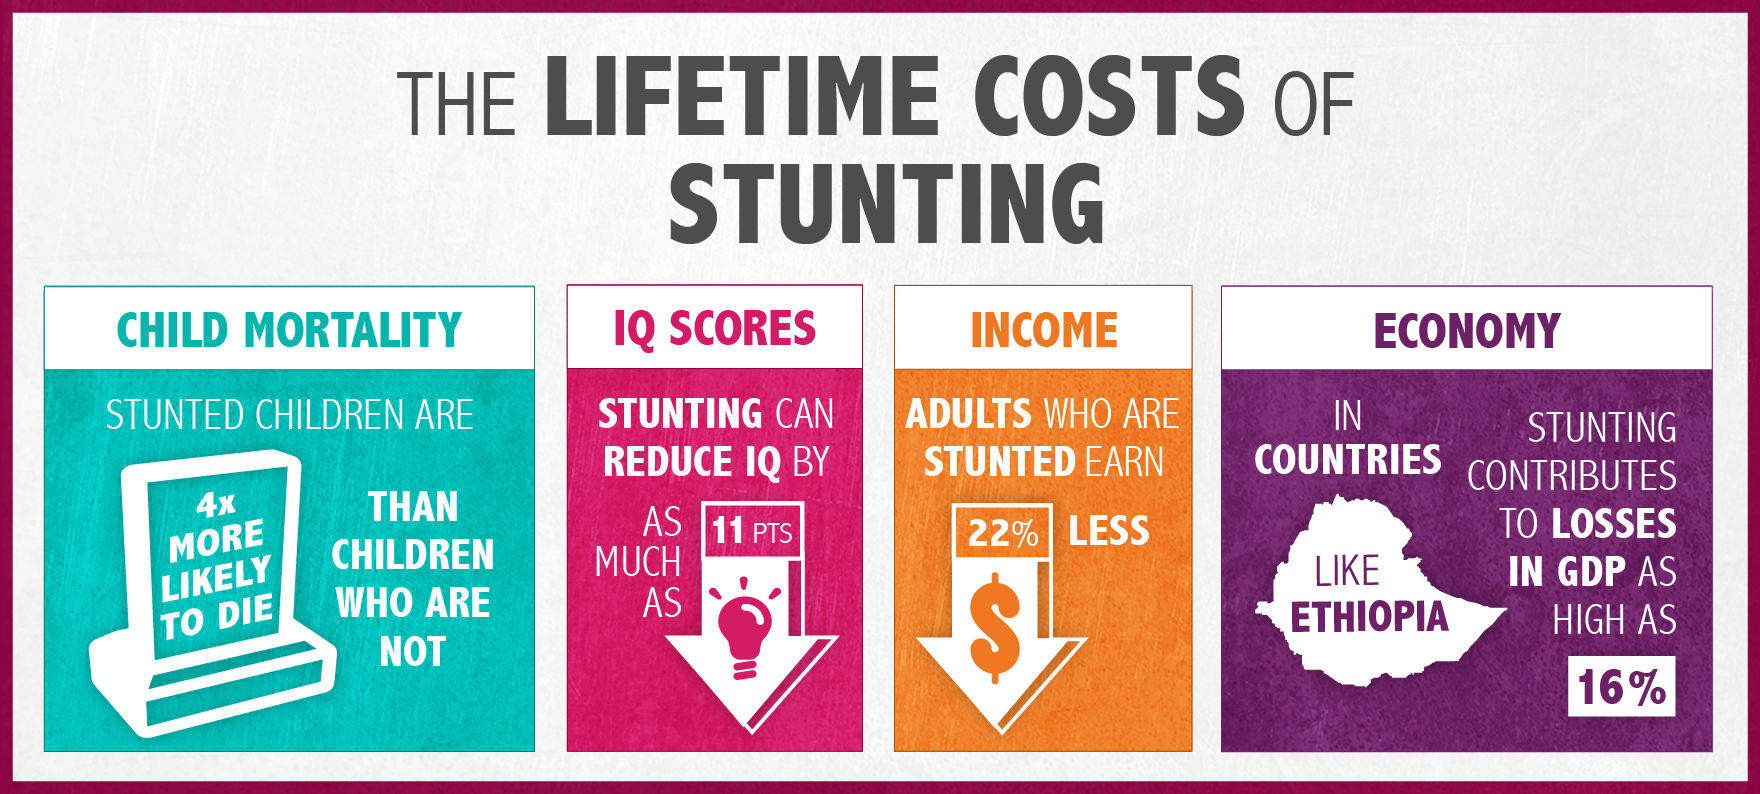 THE LIFETIME COSTS OF
STUNTING
CHILD MORTALITY
STUNTED CHILDREN ARE
4x
MORE
LIKELY
TO DIE
THAN
CHILDREN
WHO ARE
NOT
IQ SCORES
STUNTING CAN
REDUCE IQ BY
AS
MUCH
AS
11 PTS
INCOME
ADULTS WHO ARE
STUNTED EARN
22% LESS
ECONOMY
IN
COUNTRIES
LIKE
ETHIOPIA
STUNTING
CONTRIBUTES
TO LOSSES
IN GDP AS
HIGH AS
16%